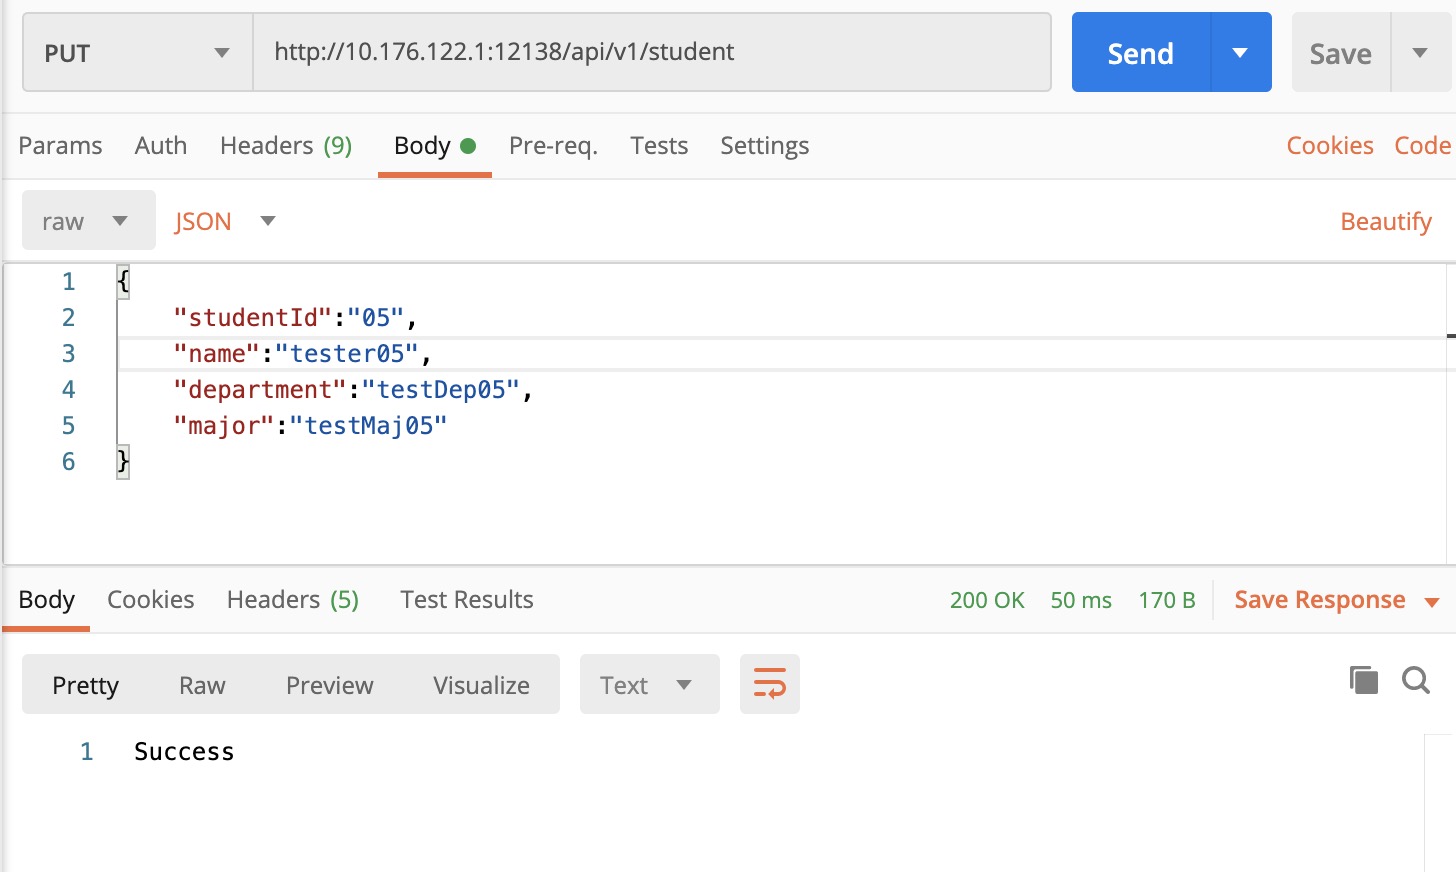 PUT http://10.176.122.1:12138/api/v1/student Send Save
Params Auth Headers (9) Body Pre-req. Tests Settings Cookies Code
raw JSON Beautify
1 {
2 "studentId":"05",
3 "name":"tester05",
4 "department":"testDep05",
5 "major":"testMaj05"
6 }
Body Cookies Headers (5) Test Results 200 OK 50 ms 170 B Save Response
Pretty Raw Preview Visualize Text
1 Success